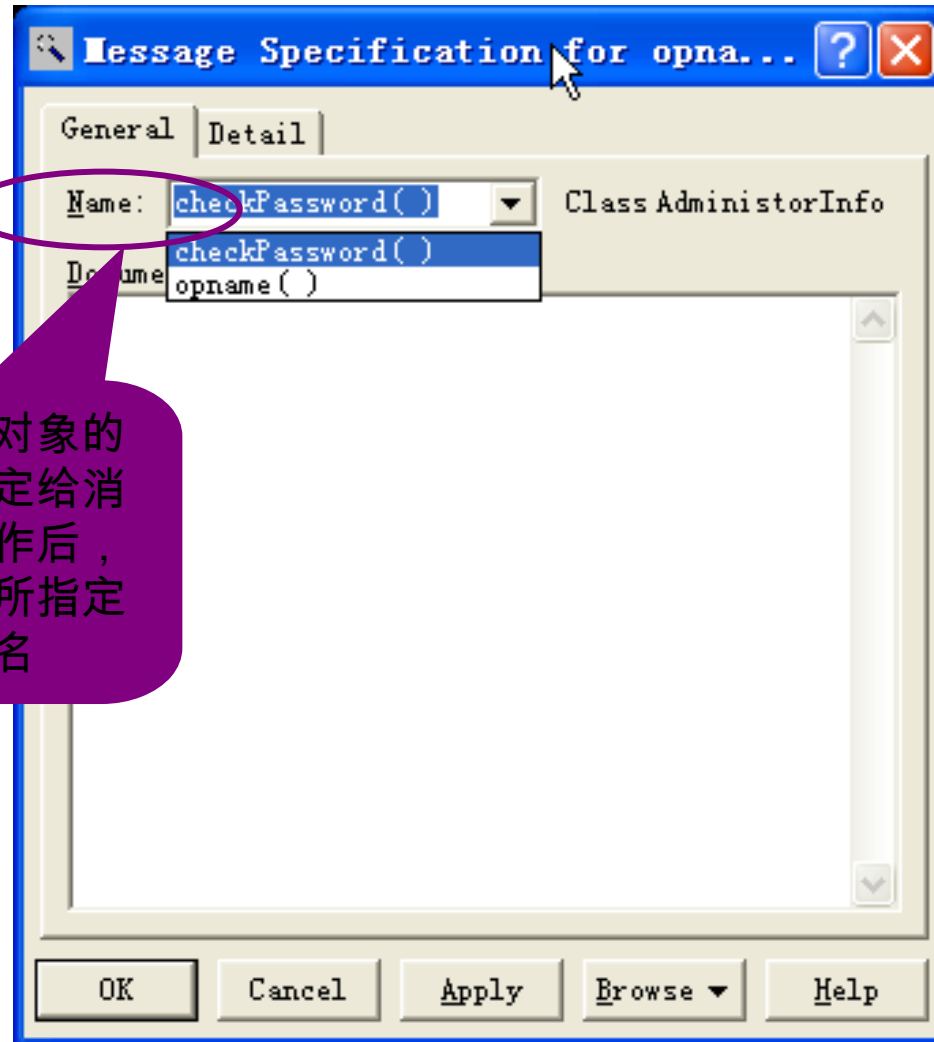 Message Specification for opna...
General Detail
Name: checkPassword( ) Class AdministorInfo
checkPassword( )
Docume
opname( )
对象的
定给消
作后，
所指定
名
OK Cancel Apply Browse Help